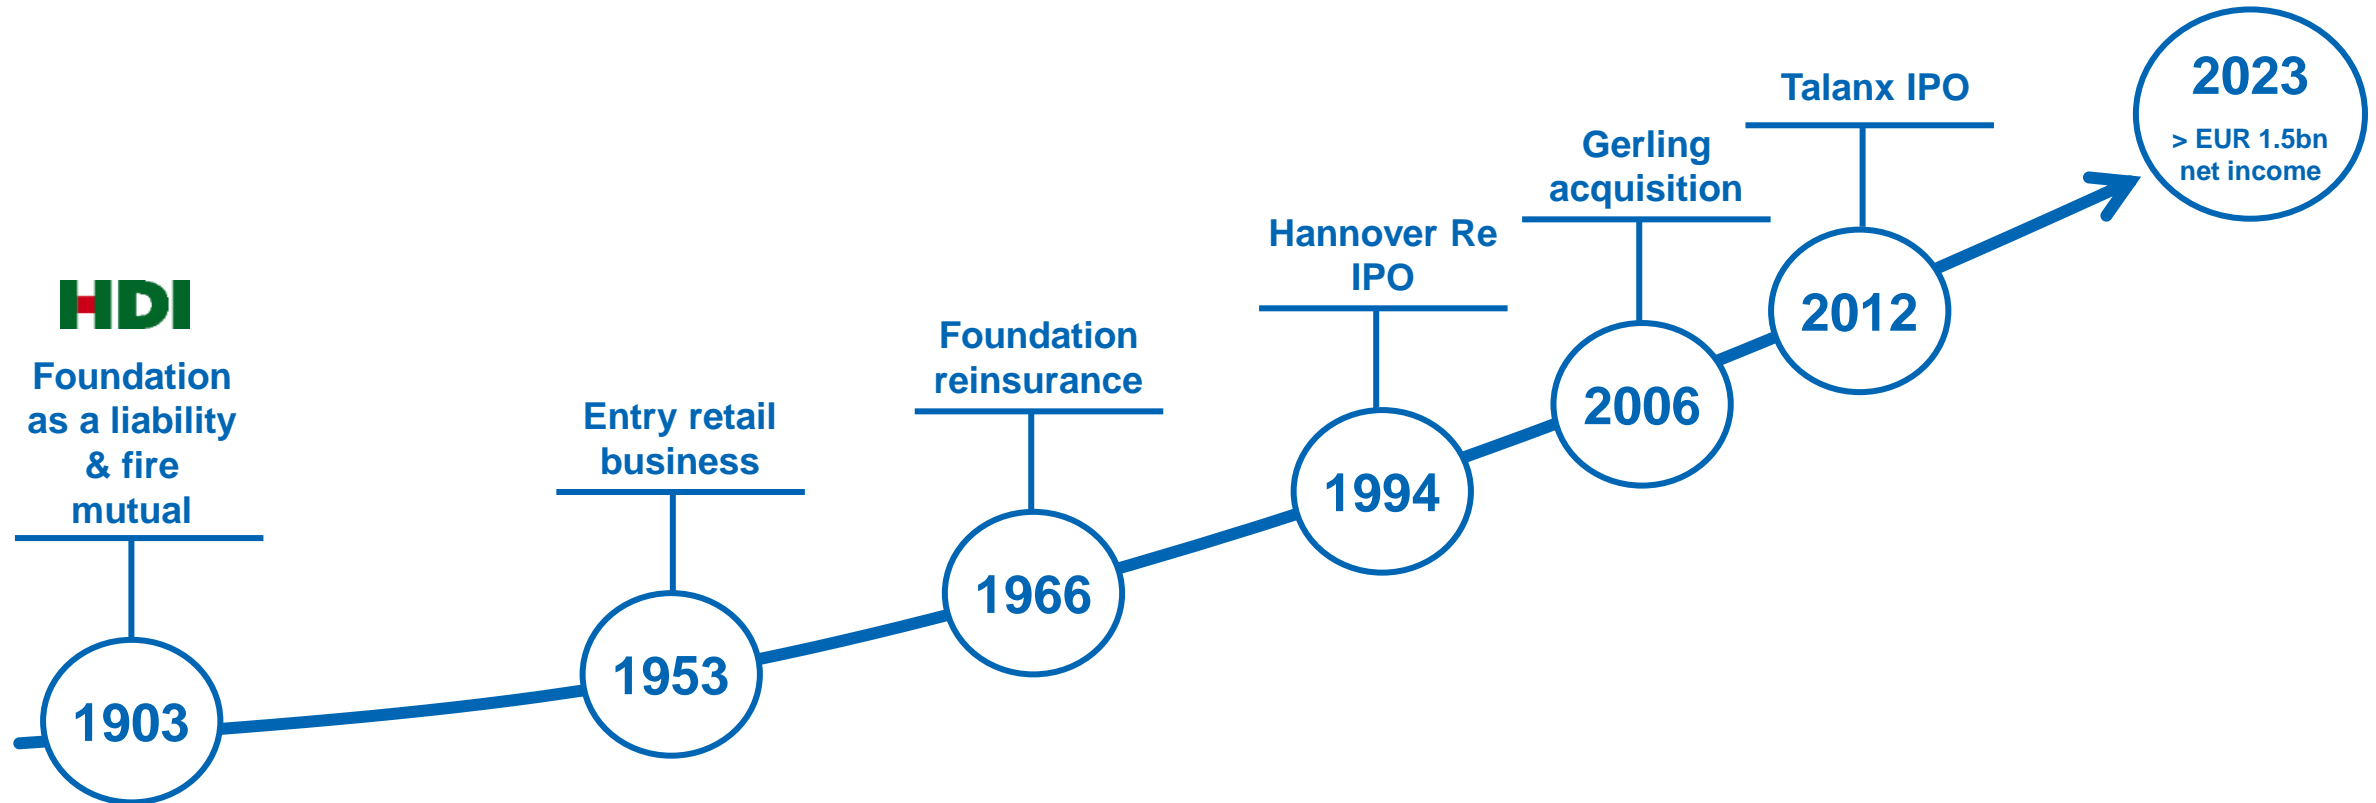 HDI
Foundation
as a liability
& fire
mutual
1903
Entry retail
business
1953
Foundation
reinsurance
1966
Hannover Re
IPO
1994
Gerling
acquisition
2006
Talanx IPO
2012
2023
> EUR 1.5bn
net income